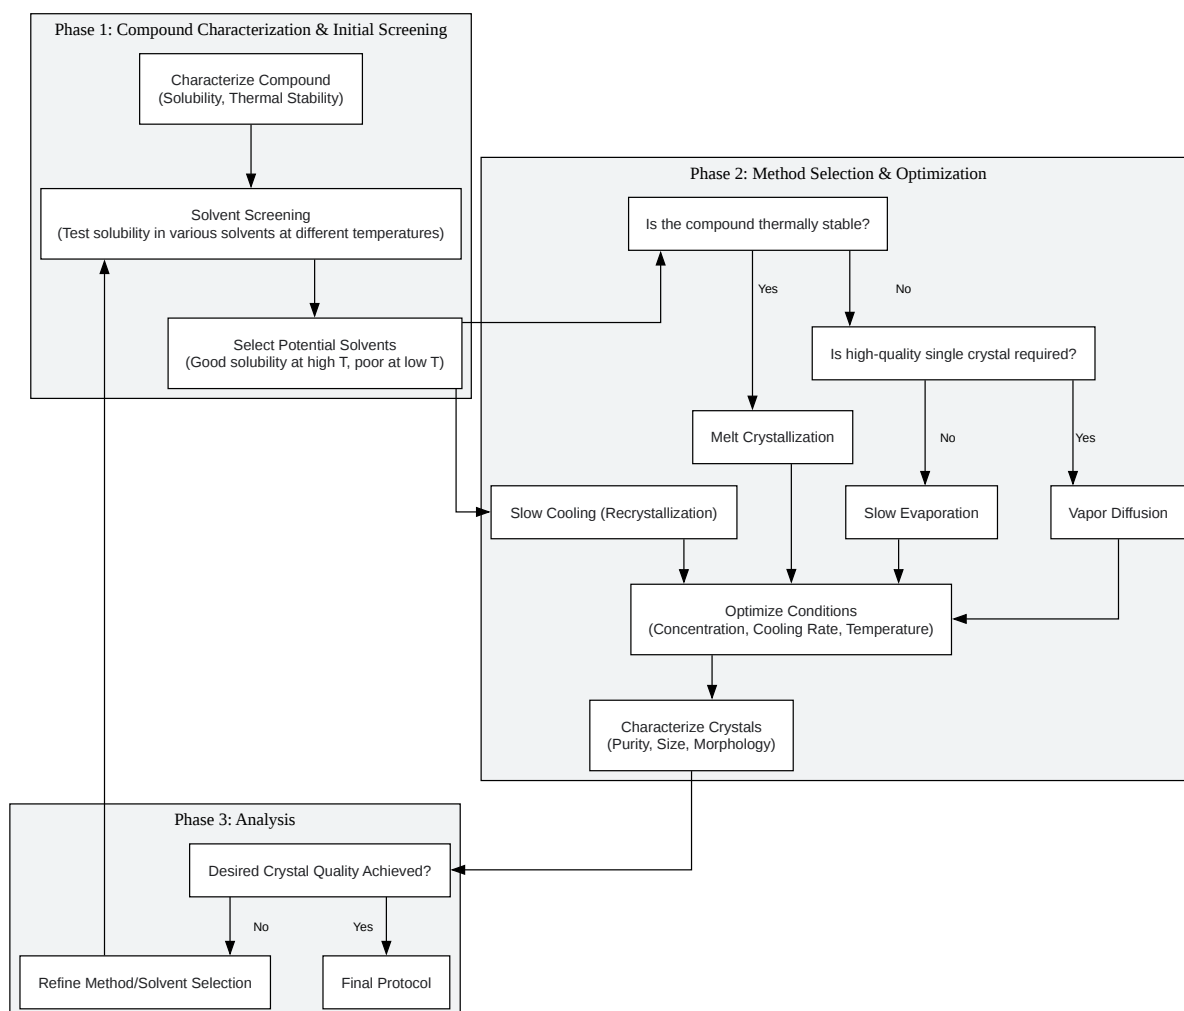 Phase 1: Compound Characterization & Initial Screening
Characterize Compound
(Solubility, Thermal Stability)
Solvent Screening
(Test solubility in various solvents at different temperatures)
Select Potential Solvents
(Good solubility at high T, poor at low T)
Phase 2: Method Selection & Optimization
Is the compound thermally stable?
Yes
No
Is high-quality single crystal required?
Melt Crystallization
No
Yes
Slow Cooling (Recrystallization)
Slow Evaporation
Vapor Diffusion
Optimize Conditions
(Concentration, Cooling Rate, Temperature)
Characterize Crystals
(Purity, Size, Morphology)
Phase 3: Analysis
Desired Crystal Quality Achieved?
No
Yes
Refine Method/Solvent Selection
Final Protocol